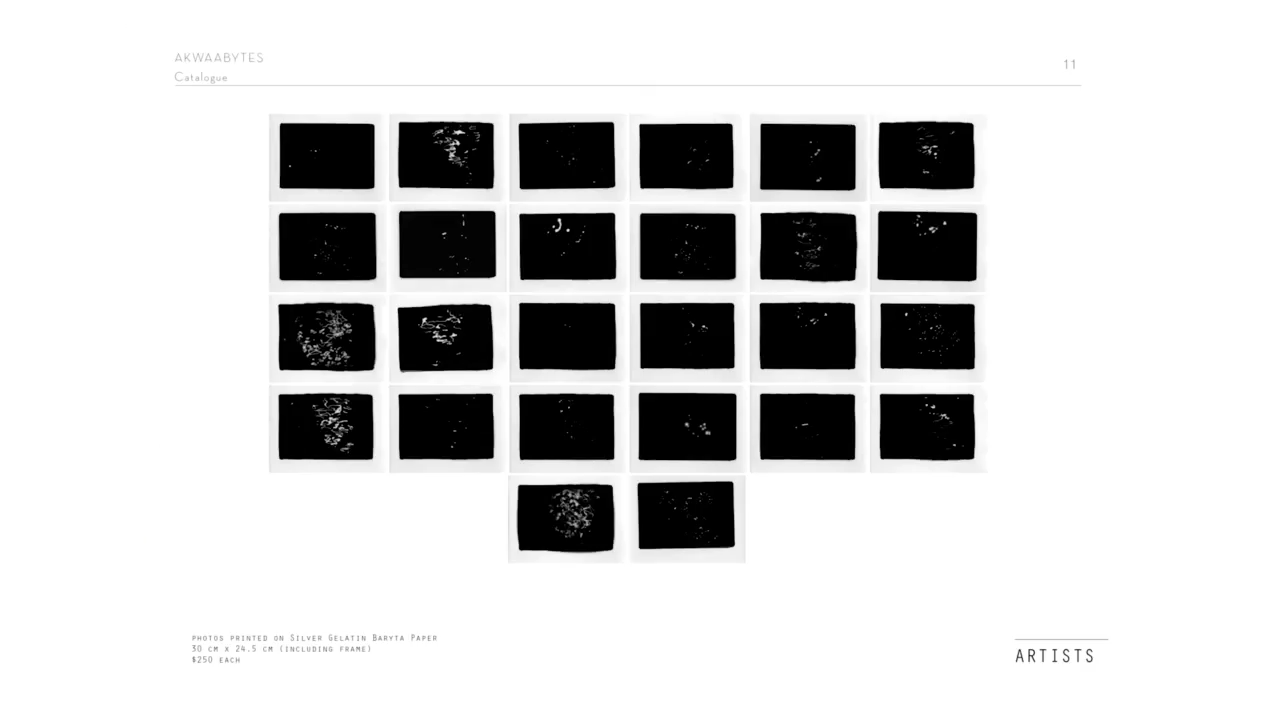 AKWAABYTES
Catalogue
11
PHOTOS PRINTED ON SILVER GELATIN BARYTA PAPER
30 CM X 24.5 CM (INCLUDING FRAME)
$250 EACH
ARTISTS